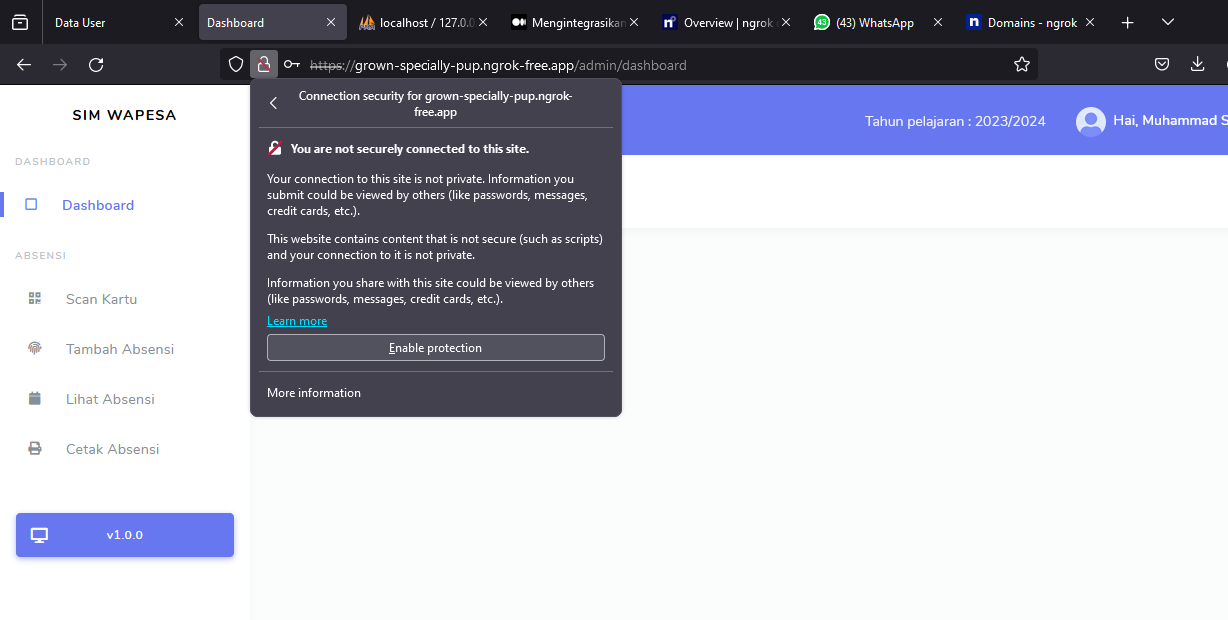 Data User
Dashboard
localhost / 127.0.0
Mengintegrasikan
Overview | ngrok
(43) WhatsApp
Domains - ngrok
https://grown-specially-pup.ngrok-free.app/admin/dashboard
SIM WAPESA
DASHBOARD
Dashboard
ABSENSI
Scan Kartu
Tambah Absensi
Lihat Absensi
Cetak Absensi
v1.0.0
Connection security for grown-specially-pup.ngrok-
free.app
You are not securely connected to this site.
Your connection to this site is not private. Information you
submit could be viewed by others (like passwords, messages,
credit cards, etc.).
This website contains content that is not secure (such as scripts)
and your connection to it is not private.
Information you share with this site could be viewed by others
(like passwords, messages, credit cards, etc.).
Learn more
Enable protection
More information
Tahun pelajaran : 2023/2024
Hai, Muhammad S